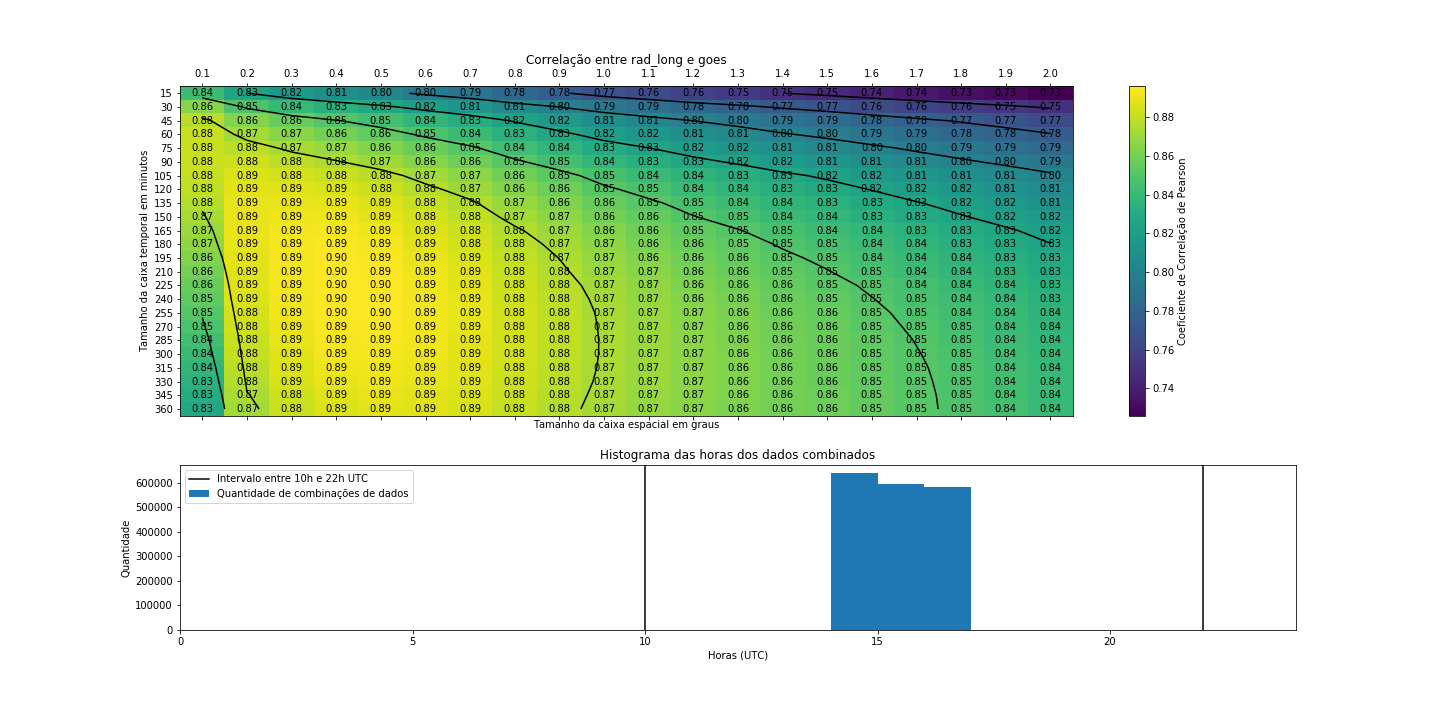 Correlação entre rad_long e goes
0.1 0.2 0.3 0.4 0.5 0.6 0.7 0.8 0.9 1.0 1.1 1.2 1.3 1.4 1.5 1.6 1.7 1.8 1.9 2.0
15 0.84 0.83 0.82 0.81 0.80 0.80 0.79 0.78 0.78 0.77 0.76 0.76 0.75 0.75 0.75 0.74 0.74 0.73 0.73 0.73
30 0.86 0.85 0.84 0.83 0.83 0.82 0.81 0.81 0.80 0.79 0.79 0.78 0.78 0.77 0.77 0.76 0.76 0.76 0.75 0.75
45 0.88 0.86 0.86 0.85 0.85 0.84 0.83 0.82 0.82 0.81 0.81 0.80 0.80 0.79 0.79 0.78 0.78 0.77 0.77 0.77
60 0.88 0.87 0.87 0.86 0.86 0.85 0.84 0.83 0.83 0.82 0.82 0.81 0.81 0.80 0.80 0.79 0.79 0.78 0.78 0.78
75 0.88 0.88 0.87 0.87 0.86 0.86 0.85 0.84 0.84 0.83 0.83 0.82 0.82 0.81 0.81 0.80 0.80 0.79 0.79 0.79
90 0.88 0.88 0.88 0.88 0.87 0.86 0.86 0.85 0.85 0.84 0.83 0.83 0.82 0.82 0.81 0.81 0.81 0.80 0.80 0.79
105 0.88 0.89 0.88 0.88 0.88 0.87 0.87 0.86 0.85 0.85 0.84 0.84 0.83 0.83 0.82 0.82 0.81 0.81 0.81 0.80
120 0.88 0.89 0.89 0.89 0.88 0.88 0.87 0.86 0.86 0.85 0.85 0.84 0.84 0.83 0.83 0.82 0.82 0.82 0.81 0.81
135 0.88 0.89 0.89 0.89 0.89 0.88 0.88 0.87 0.86 0.86 0.85 0.85 0.84 0.84 0.83 0.83 0.83 0.82 0.82 0.81
150 0.87 0.89 0.89 0.89 0.89 0.88 0.88 0.87 0.87 0.86 0.86 0.85 0.85 0.84 0.84 0.83 0.83 0.83 0.82 0.82
165 0.87 0.89 0.89 0.89 0.89 0.89 0.88 0.88 0.87 0.86 0.86 0.85 0.85 0.85 0.84 0.84 0.83 0.83 0.83 0.82
180 0.87 0.89 0.89 0.90 0.89 0.89 0.88 0.88 0.87 0.87 0.86 0.86 0.85 0.85 0.85 0.84 0.84 0.83 0.83 0.83
195 0.86 0.89 0.89 0.90 0.89 0.89 0.88 0.88 0.87 0.87 0.86 0.86 0.85 0.85 0.85 0.84 0.84 0.84 0.83 0.83
210 0.86 0.89 0.89 0.90 0.89 0.89 0.88 0.88 0.88 0.87 0.87 0.86 0.86 0.85 0.85 0.85 0.84 0.84 0.83 0.83
225 0.86 0.89 0.89 0.90 0.90 0.89 0.89 0.88 0.88 0.87 0.87 0.86 0.86 0.85 0.85 0.85 0.84 0.84 0.84 0.83
240 0.85 0.88 0.89 0.90 0.90 0.89 0.89 0.88 0.88 0.87 0.87 0.86 0.86 0.86 0.85 0.85 0.85 0.84 0.84 0.83
255 0.85 0.88 0.89 0.90 0.90 0.89 0.89 0.88 0.88 0.87 0.87 0.86 0.86 0.86 0.85 0.85 0.85 0.84 0.84 0.84
270 0.85 0.88 0.89 0.89 0.90 0.89 0.89 0.88 0.88 0.87 0.87 0.86 0.86 0.86 0.85 0.85 0.85 0.85 0.84 0.84
285 0.84 0.88 0.89 0.89 0.89 0.89 0.89 0.88 0.88 0.87 0.87 0.87 0.86 0.86 0.86 0.85 0.85 0.85 0.84 0.84
300 0.84 0.88 0.89 0.89 0.89 0.89 0.89 0.88 0.88 0.87 0.87 0.87 0.86 0.86 0.86 0.85 0.85 0.85 0.84 0.84
315 0.84 0.88 0.89 0.89 0.89 0.89 0.89 0.88 0.88 0.87 0.87 0.87 0.86 0.86 0.86 0.85 0.85 0.85 0.84 0.84
330 0.83 0.88 0.89 0.89 0.89 0.89 0.89 0.88 0.88 0.87 0.87 0.87 0.86 0.86 0.86 0.85 0.85 0.85 0.84 0.84
345 0.83 0.87 0.88 0.89 0.89 0.89 0.88 0.88 0.88 0.87 0.87 0.87 0.86 0.86 0.86 0.85 0.85 0.85 0.84 0.84
360 0.83 0.87 0.88 0.89 0.89 0.89 0.88 0.88 0.88 0.87 0.87 0.87 0.86 0.86 0.86 0.85 0.85 0.85 0.84 0.84
Tamanho da caixa temporal em minutos
Tamanho da caixa espacial em graus
0.88
0.86
0.84
0.82
0.80
0.78
0.76
0.74
Coeficiente de Correlação de Pearson
Histograma das horas dos dados combinados
Intervalo entre 10h e 22h UTC
Quantidade de combinações de dados
600000
500000
400000
300000
200000
100000
0
Quantidade
0 5 10 15 20
Horas (UTC)